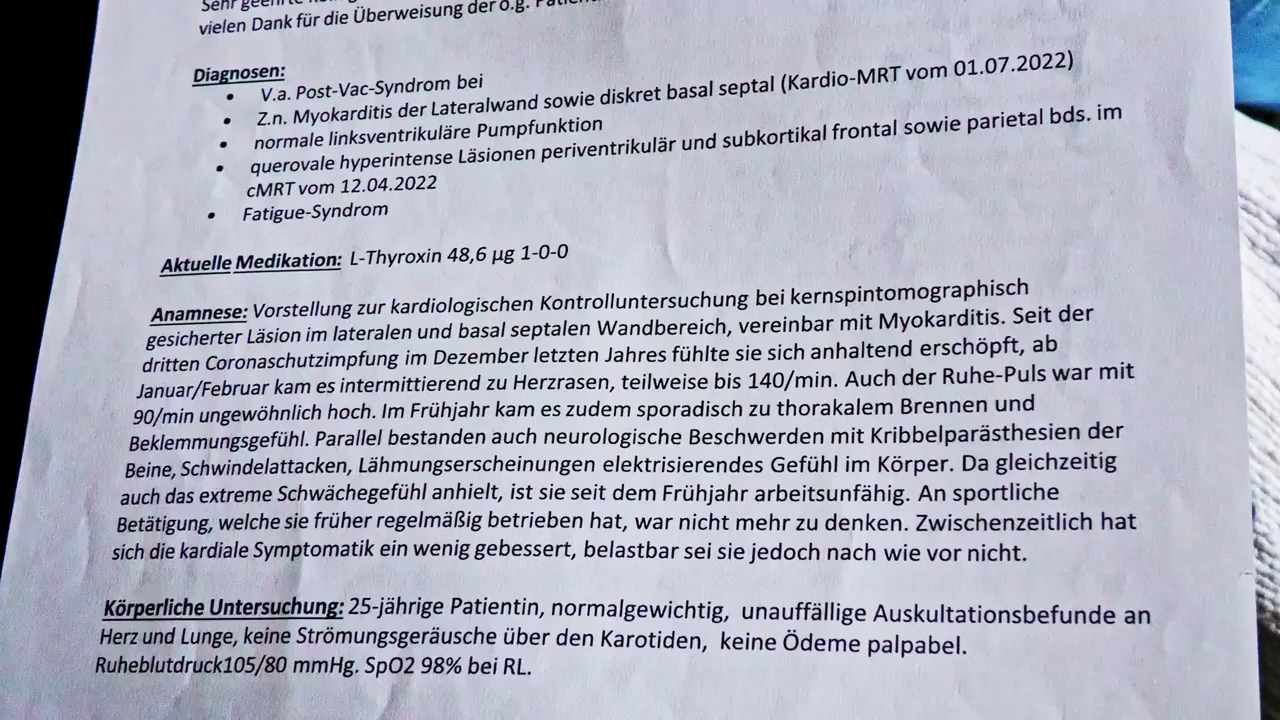 Sehr geehrte
vielen Dank für die Überweisung der o.g.
Diagnosen:
• V.a. Post-Vac-Syndrom bei
• Z.n. Myokarditis der Lateralwand sowie diskret basal septal (Kardio-MRT vom 01.07.2022)
• normale linksventrikuläre Pumpfunktion
• querovale hyperintense Läsionen periventrikulär und subkortikal frontal sowie parietal bds. im
cMRT vom 12.04.2022
• Fatigue-Syndrom
Aktuelle Medikation: L-Thyroxin 48,6 µg 1-0-0
Anamnese: Vorstellung zur kardiologischen Kontrolluntersuchung bei kernspintomographisch
gesicherter Läsion im lateralen und basal septalen Wandbereich, vereinbar mit Myokarditis. Seit der
dritten Coronaschutzimpfung im Dezember letzten Jahres fühlte sie sich anhaltend erschöpft, ab
Januar/Februar kam es intermittierend zu Herzrasen, teilweise bis 140/min. Auch der Ruhe-Puls war mit
90/min ungewöhnlich hoch. Im Frühjahr kam es zudem sporadisch zu thorakalem Brennen und
Beklemmungsgefühl. Parallel bestanden auch neurologische Beschwerden mit Kribbelparästhesien der
Beine, Schwindelattacken, Lähmungserscheinungen elektrisierendes Gefühl im Körper. Da gleichzeitig
auch das extreme Schwächegefühl anhielt, ist sie seit dem Frühjahr arbeitsunfähig. An sportliche
Betätigung, welche sie früher regelmäßig betrieben hat, war nicht mehr zu denken. Zwischenzeitlich hat
sich die kardiale Symptomatik ein wenig gebessert, belastbar sei sie jedoch nach wie vor nicht.
Körperliche Untersuchung: 25-jährige Patientin, normalgewichtig, unauffällige Auskultationsbefunde an
Herz und Lunge, keine Strömungsgeräusche über den Karotiden, keine Ödeme palpabel.
Ruheblutdruck105/80 mmHg. SpO2 98% bei RL.